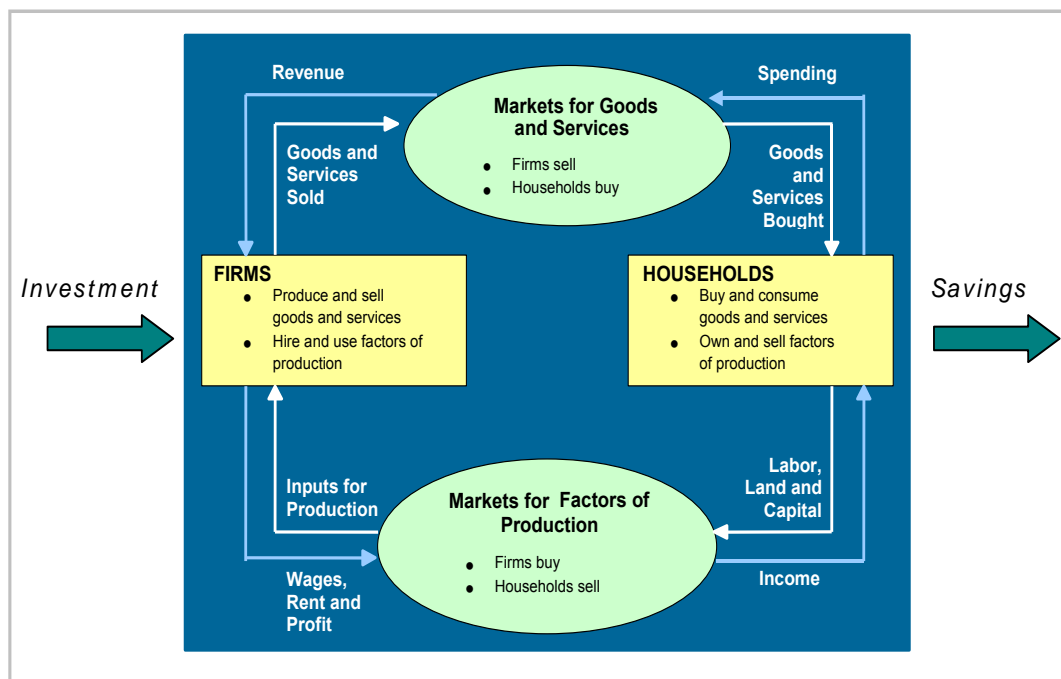 Revenue
Spending
Markets for Goods
and Services
• Firms sell
• Households buy
Goods and
Services
Sold
Goods
and
Services
Bought
Investment
FIRMS
• Produce and sell
goods and services
• Hire and use factors of
production
HOUSEHOLDS
• Buy and consume
goods and services
• Own and sell factors
of production
Savings
Inputs for
Production
Markets for Factors of
Production
• Firms buy
• Households sell
Labor,
Land and
Capital
Wages,
Rent and
Profit
Income